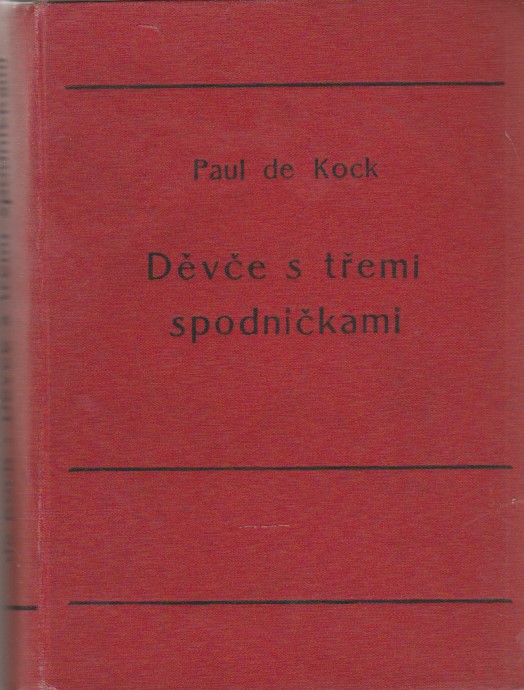 Paul de Kock
Děvče s třemi
spodničkami